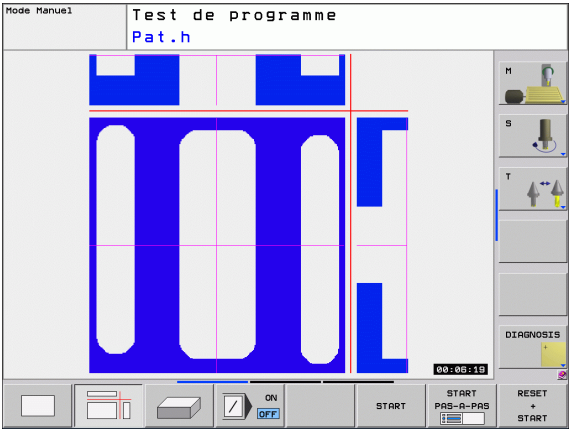 Mode Manuel
Test de programme
Pat.h
M
S
T
DIAGNOSIS
00:06:19
ON
OFF
START
START
PAS-A-PAS
RESET
+
START